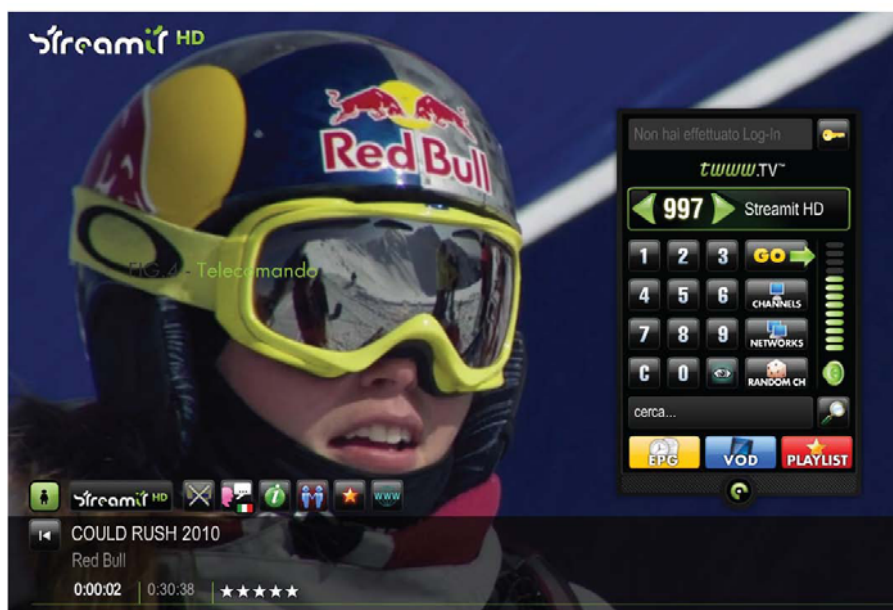 streamit HD
Red Bull
FIG.4 - Telecomando
Non hai effettuato Log-In
twww.TV™
997 Streamit HD
1 2 3 GO
4 5 6 CHANNELS
7 8 9 NETWORKS
C 0 RANDOM CH
cerca...
EPG VOD PLAYLIST
streamit HD www
COULD RUSH 2010
Red Bull
0:00:02 0:30:38 ★★★★★